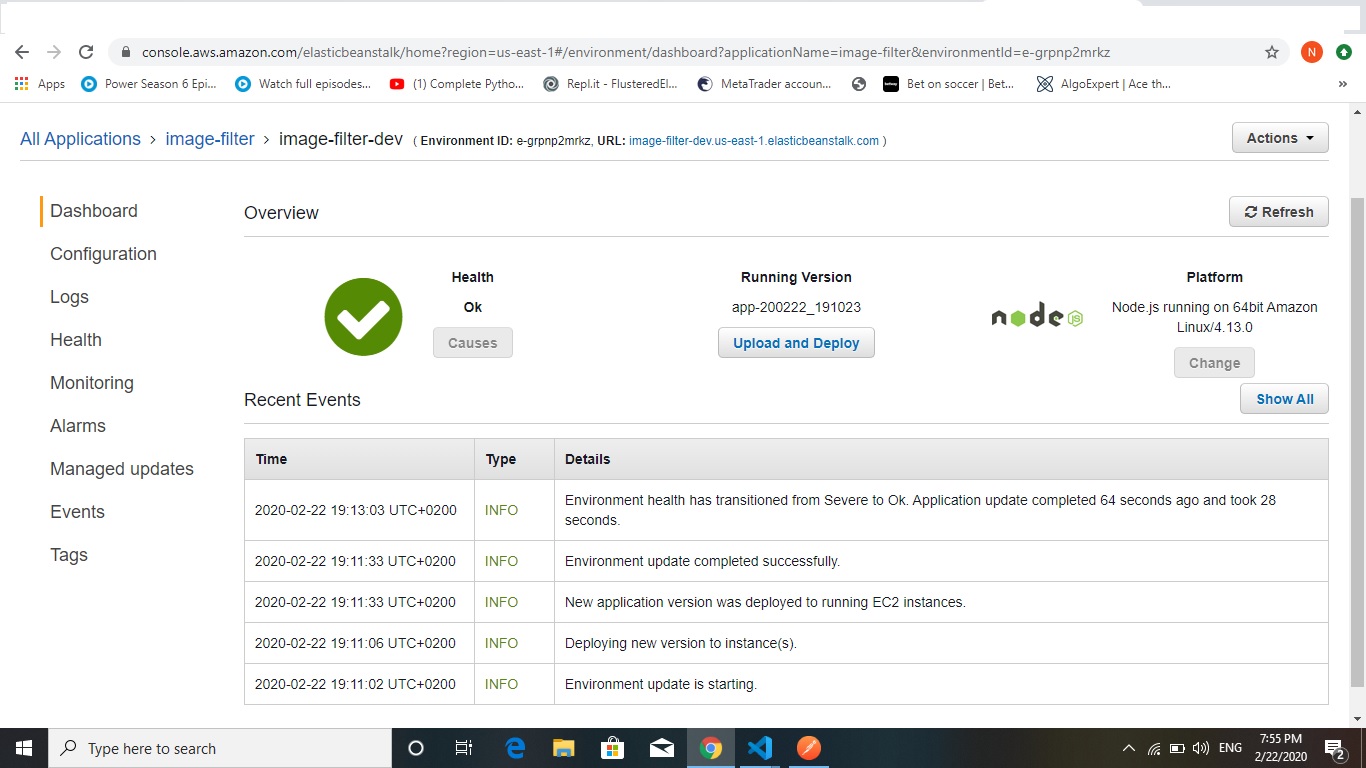 console.aws.amazon.com/elasticbeanstalk/home?region=us-east-1#/environment/dashboard?applicationName=image-filter&environmentId=e-grpnp2mrkz
N
Apps
Power Season 6 Epi...
Watch full episodes...
(1) Complete Pytho...
Repl.it - FlusteredEl...
MetaTrader accoun...
Bet on soccer | Bet...
AlgoExpert | Ace th...
»
All Applications > image-filter > image-filter-dev ( Environment ID: e-grpnp2mrkz, URL: image-filter-dev.us-east-1.elasticbeanstalk.com )
Actions
Dashboard
Configuration
Logs
Health
Monitoring
Alarms
Managed updates
Events
Tags
Overview
Refresh
Health
Ok
Causes
Running Version
app-200222_191023
Upload and Deploy
node js
Platform
Node.js running on 64bit Amazon
Linux/4.13.0
Change
Recent Events
Show All
Time Type Details
2020-02-22 19:13:03 UTC+0200 INFO Environment health has transitioned from Severe to Ok. Application update completed 64 seconds ago and took 28
seconds.
2020-02-22 19:11:33 UTC+0200 INFO Environment update completed successfully.
2020-02-22 19:11:33 UTC+0200 INFO New application version was deployed to running EC2 instances.
2020-02-22 19:11:06 UTC+0200 INFO Deploying new version to instance(s).
2020-02-22 19:11:02 UTC+0200 INFO Environment update is starting.
Type here to search
ENG
7:55 PM
2/22/2020
2